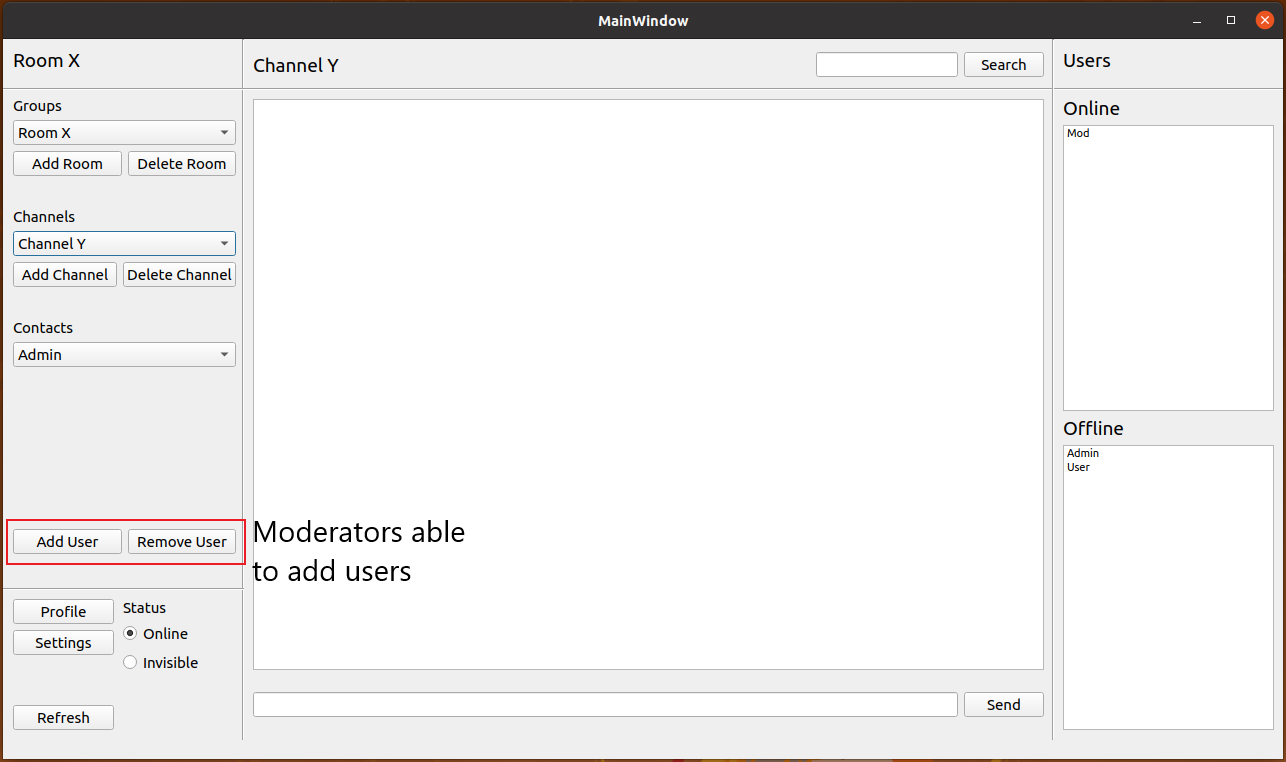 MainWindow
Room X
Groups
Room X
Add Room Delete Room
Channels
Channel Y
Add Channel Delete Channel
Contacts
Admin
Add User Remove User
Profile
Settings
Status
Online
Invisible
Refresh
Channel Y
Search
Moderators able
to add users
Send
Users
Online
Mod
Offline
Admin
User